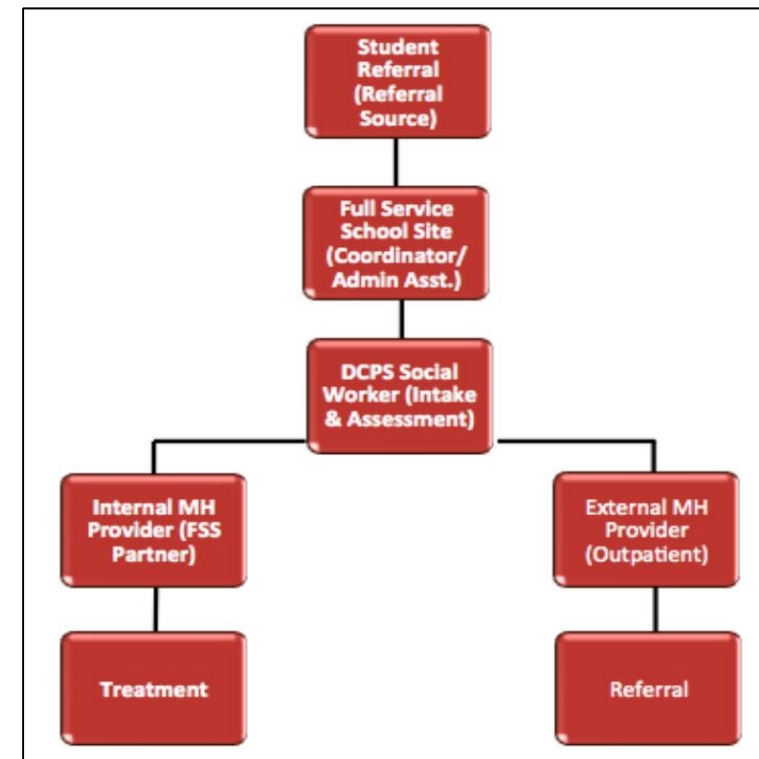 Student
Referral
(Referral
Source)
Full Service
School Site
(Coordinator/
Admin Asst.)
DCPS Social
Worker (Intake
& Assessment)
Internal MH
Provider (FSS
Partner)
External MH
Provider
(Outpatient)
Treatment
Referral